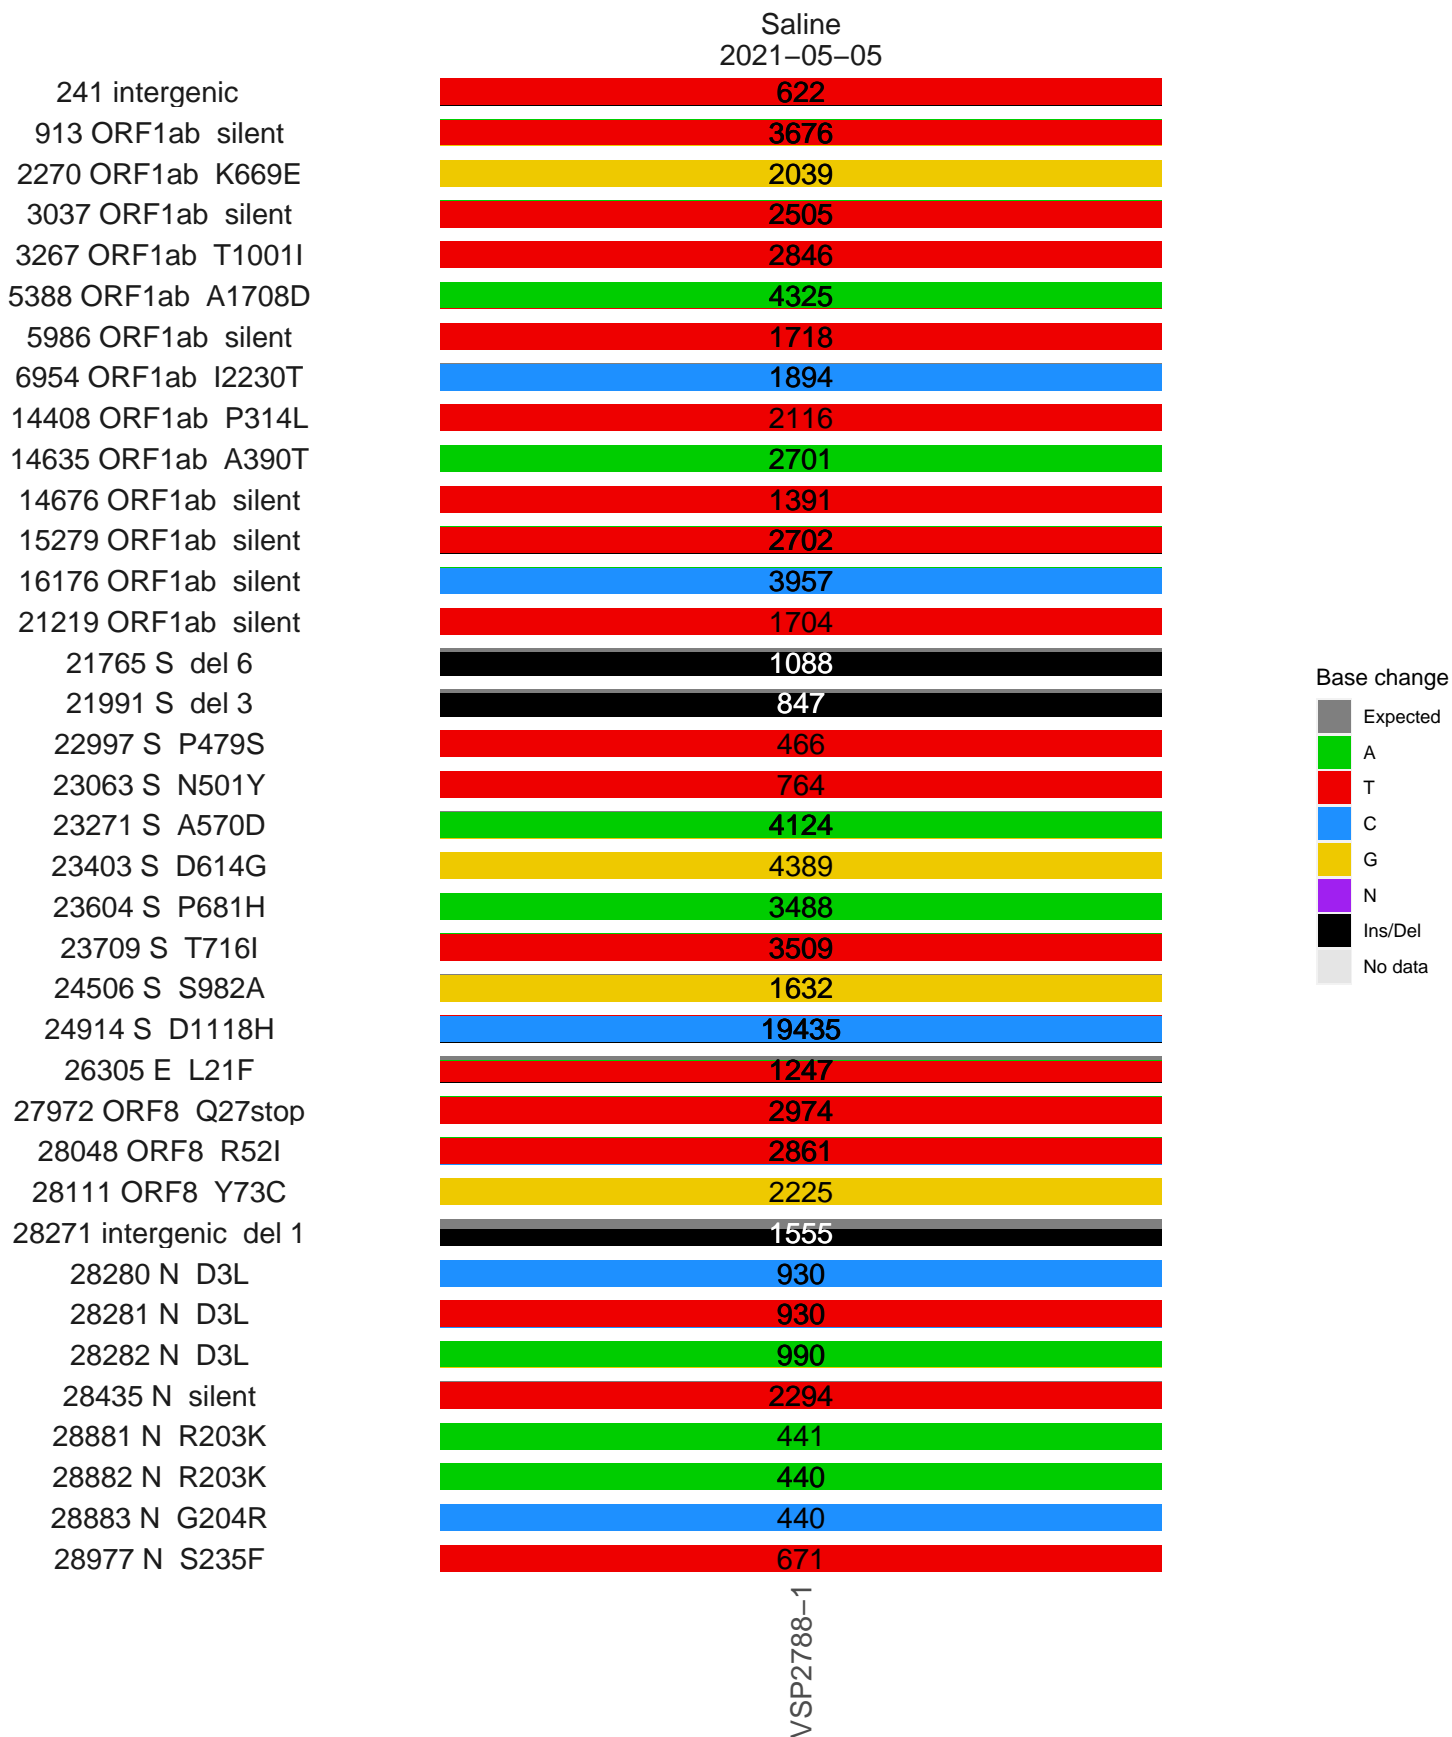 Saline
2021−05−05
241 intergenic 622
913 ORF1ab silent 3676
2270 ORF1ab K669E 2039
3037 ORF1ab silent 2505
3267 ORF1ab T1001I 2846
5388 ORF1ab A1708D 4325
5986 ORF1ab silent 1718
6954 ORF1ab I2230T 1894
14408 ORF1ab P314L 2116
14635 ORF1ab A390T 2701
14676 ORF1ab silent 1391
15279 ORF1ab silent 2702
16176 ORF1ab silent 3957
21219 ORF1ab silent 1704
21765 S del 6 1088
21991 S del 3 847
22997 S P479S 466
23063 S N501Y 764
23271 S A570D 4124
23403 S D614G 4389
23604 S P681H 3488
23709 S T716I 3509
24506 S S982A 1632
24914 S D1118H 19435
26305 E L21F 1247
27972 ORF8 Q27stop 2974
28048 ORF8 R52I 2861
28111 ORF8 Y73C 2225
28271 intergenic del 1 1555
28280 N D3L 930
28281 N D3L 930
28282 N D3L 990
28435 N silent 2294
28881 N R203K 441
28882 N R203K 440
28883 N G204R 440
28977 N S235F 671
VSP2788−1
Base change
Expected
A
T
C
G
N
Ins/Del
No data